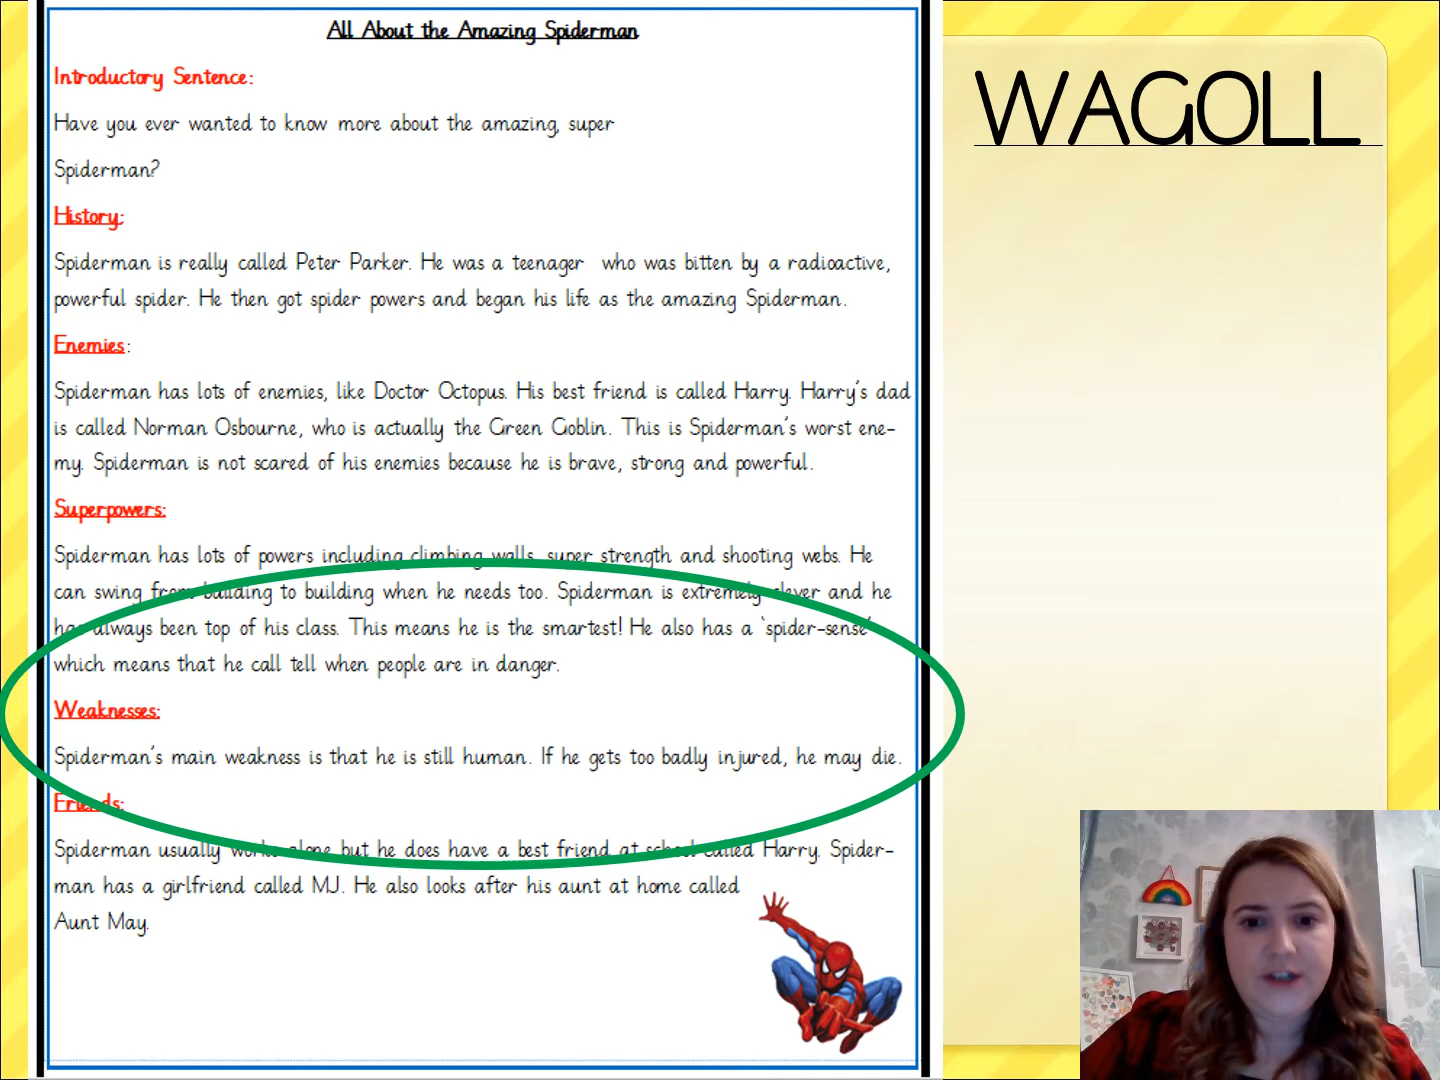 All About the Amazing Spiderman
WAGOLL
Introductory Sentence:
Have you ever wanted to know more about the amazing, super
Spiderman?
History:
Spiderman is really called Peter Parker. He was a teenager who was bitten by a radioactive,
powerful spider. He then got spider powers and began his life as the amazing Spiderman.
Enemies:
Spiderman has lots of enemies, like Doctor Octopus. His best friend is called Harry. Harry's dad
is called Norman Osbourne, who is actually the Green Goblin. This is Spiderman's worst ene-
my. Spiderman is not scared of his enemies because he is brave, strong and powerful.
Superpowers:
Spiderman has lots of powers including climbing walls, super strength and shooting webs. He
can swing from building to building when he needs too. Spiderman is extremely clever and he
has always been top of his class. This means he is the smartest! He also has a 'spider-sense'
which means that he call tell when people are in danger.
Weaknesses:
Spiderman's main weakness is that he is still human. If he gets too badly injured, he may die.
Friends:
Spiderman usually works alone but he does have a best friend at school called Harry. Spider-
man has a girlfriend called MJ. He also looks after his aunt at home called
Aunt May.